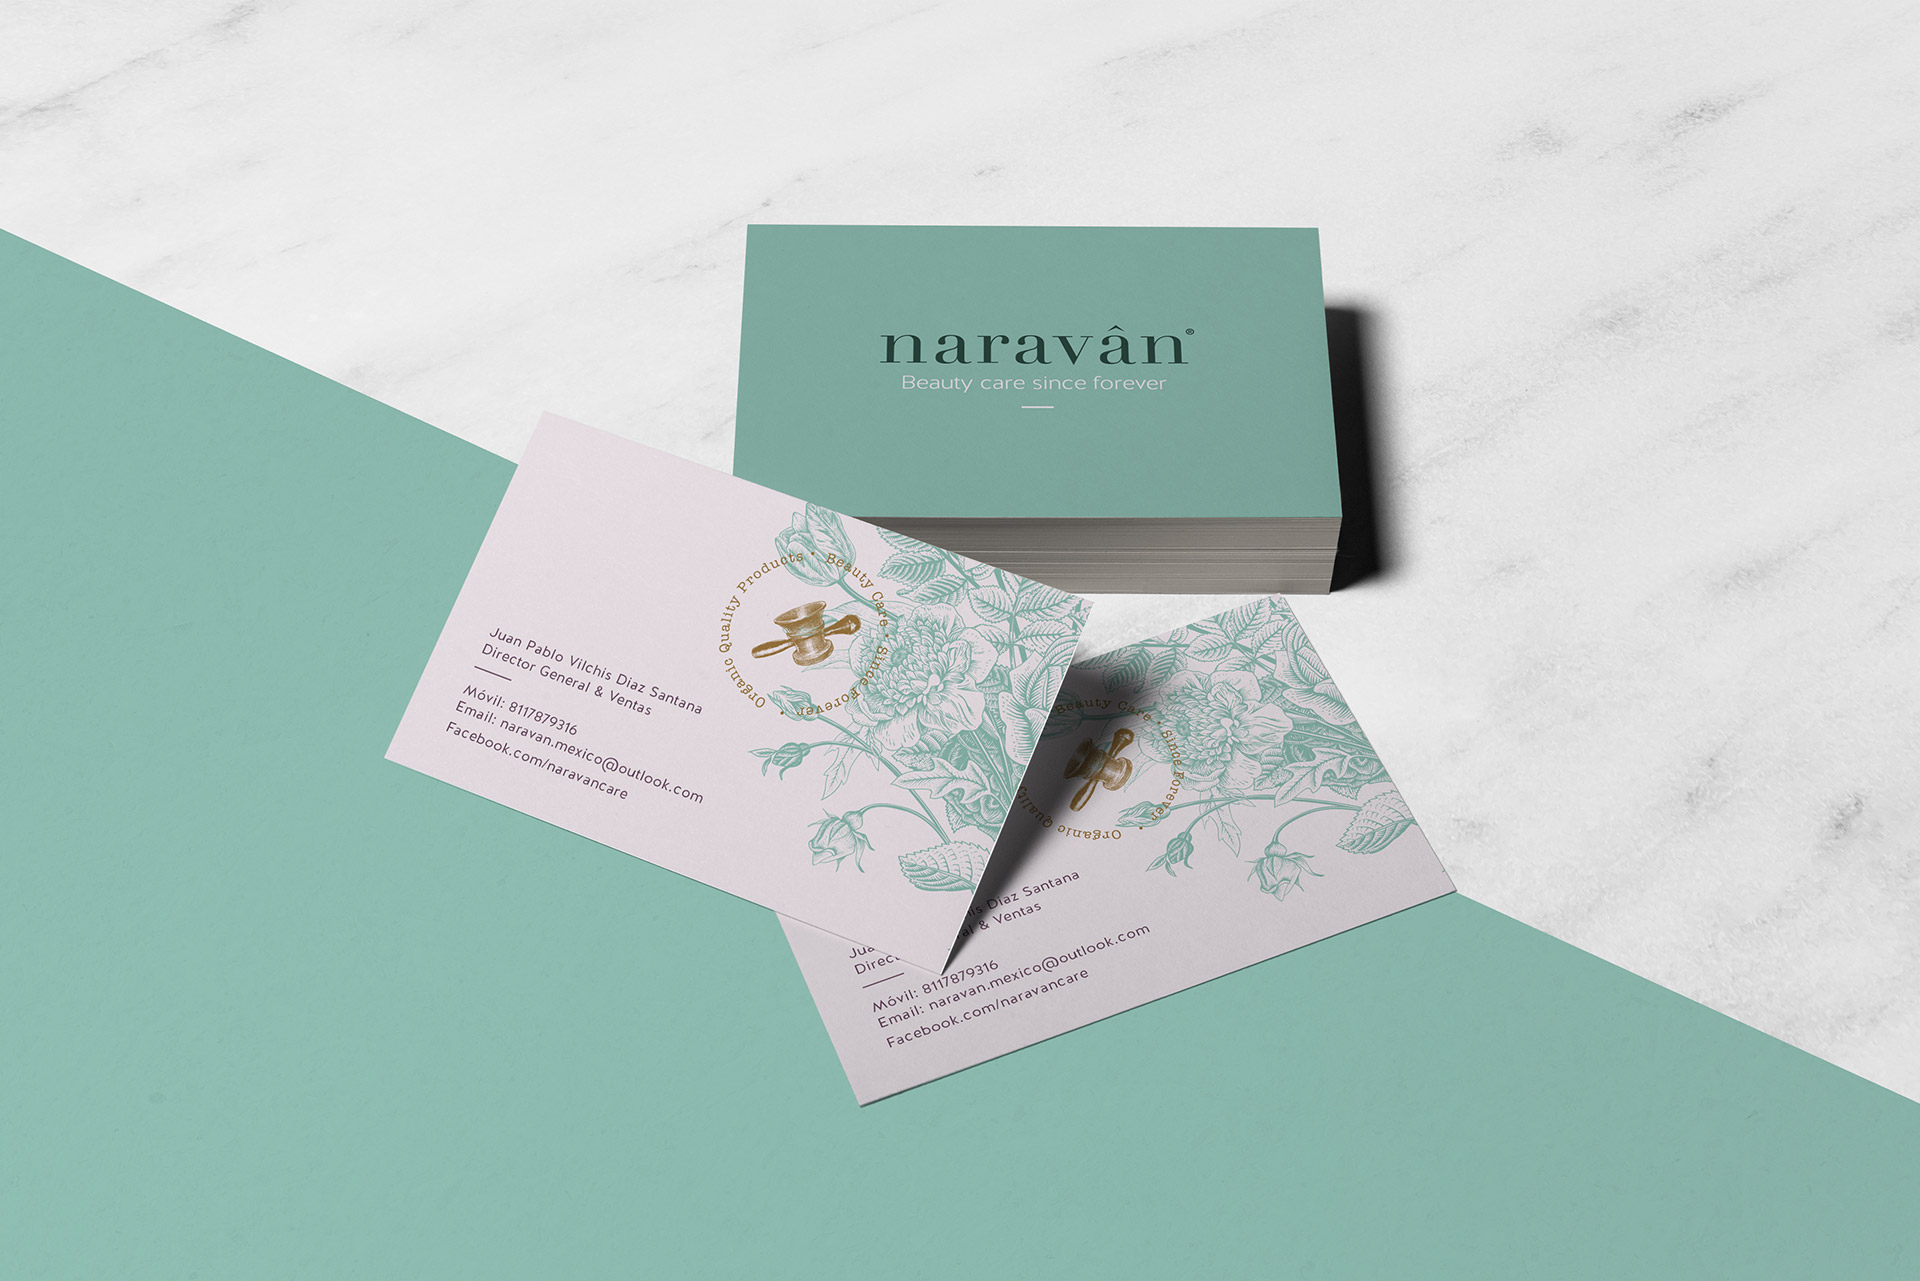 naravân®
Beauty care since forever
Organic Quality Products • Beauty Care • Since Forever •
Juan Pablo Vilchis Diaz Santana
Director General & Ventas
Móvil: 8117879316
Email: naravan.mexico@outlook.com
Facebook.com/naravancare
Organic Quality Beauty Care • Since Forever •
Diaz Santana
& Ventas
Móvil: 8117879316
Email: naravan.mexico@outlook.com
Facebook.com/naravancare